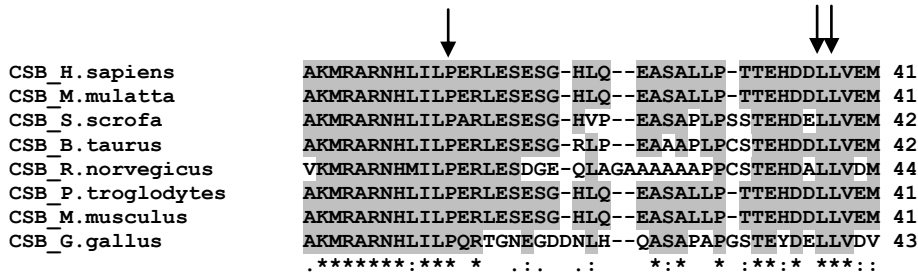 CSB_H.sapiens AKMRARNHLILPERLESESG-HLQ--EASALLP-TTEHDDLLVEM 41
CSB_M.mulatta AKMRARNHLILPERLESESG-HLQ--EASALLP-TTEHDDLLVEM 41
CSB_S.scrofa AKMRARNHLILPARLESESG-HVP--EASAPLPSSTEHDELLVEM 42
CSB_B.taurus AKMRARNHLILPERLESESG-RLP--EAAAPLPCSTEHDDLLVEM 42
CSB_R.norvegicus VKMRARNHMILPERLESDGE-QLAGAAAAAAPPCSTEHDALLVDM 44
CSB_P.troglodytes AKMRARNHLILPERLESESG-HLQ--EASALLP-TTEHDDLLVEM 41
CSB_M.musculus AKMRARNHLILPERLESESG-HLQ--EASALLP-TTEHDDLLVEM 41
CSB_G.gallus AKMRARNHLILPQRTGNEGDDNLH--QASAPAPGSTEYDELLVDV 43
.*******:*** *  .:.  .:    *:*  * :**:* ***::